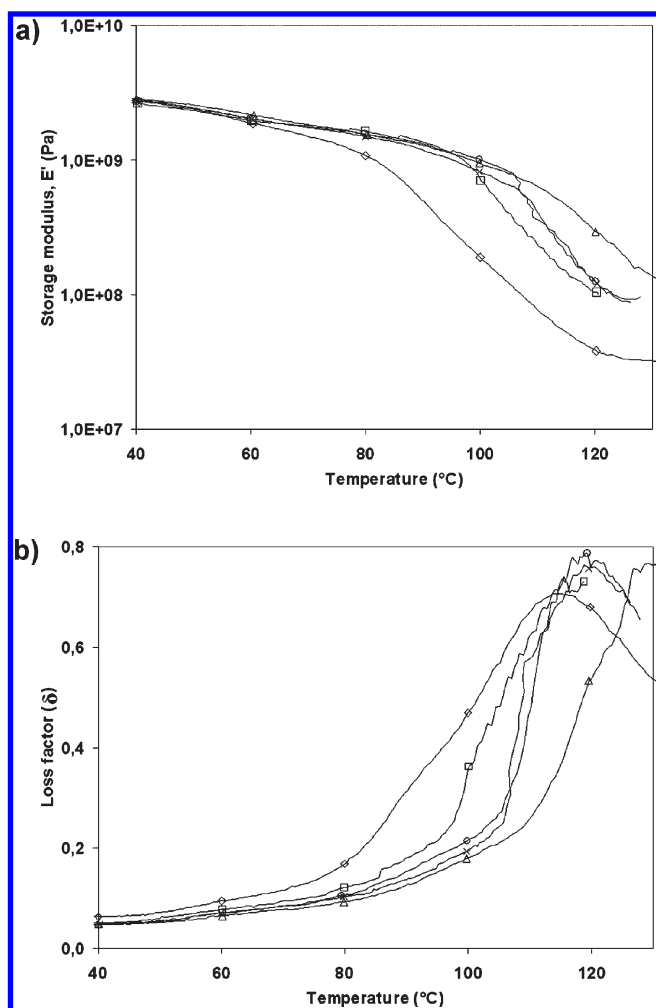 a)
1,0E+10
1,0E+09
1,0E+08
1,0E+07
Storage modulus, E' (Pa)
40 60 80 100 120
Temperature (°C)
b)
0,8
0,6
0,4
0,2
0,0
Loss factor (δ)
40 60 80 100 120
Temperature (°C)